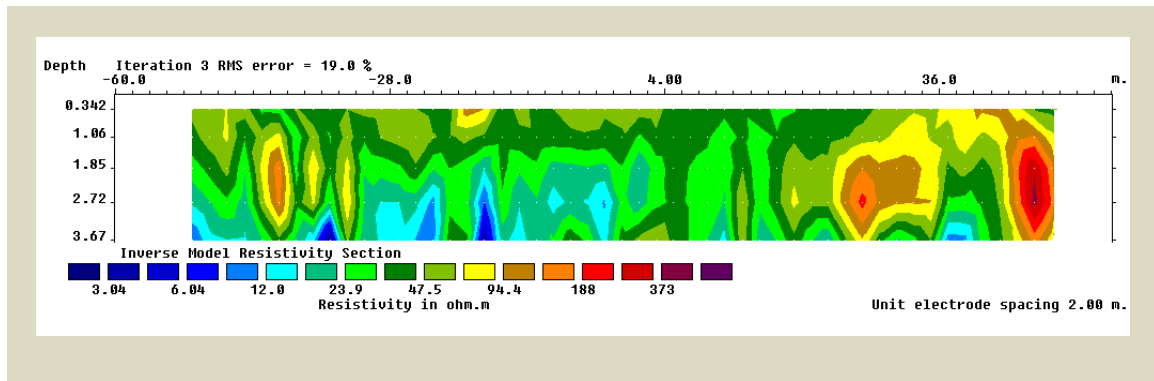 Depth Iteration 3 RMS error = 19.0 %
-60.0 -28.0 4.00 36.0 m.
0.342
1.06
1.85
2.72
3.67
Inverse Model Resistivity Section
3.04 6.04 12.0 23.9 47.5 94.4 188 373
Resistivity in ohm.m Unit electrode spacing 2.00 m.